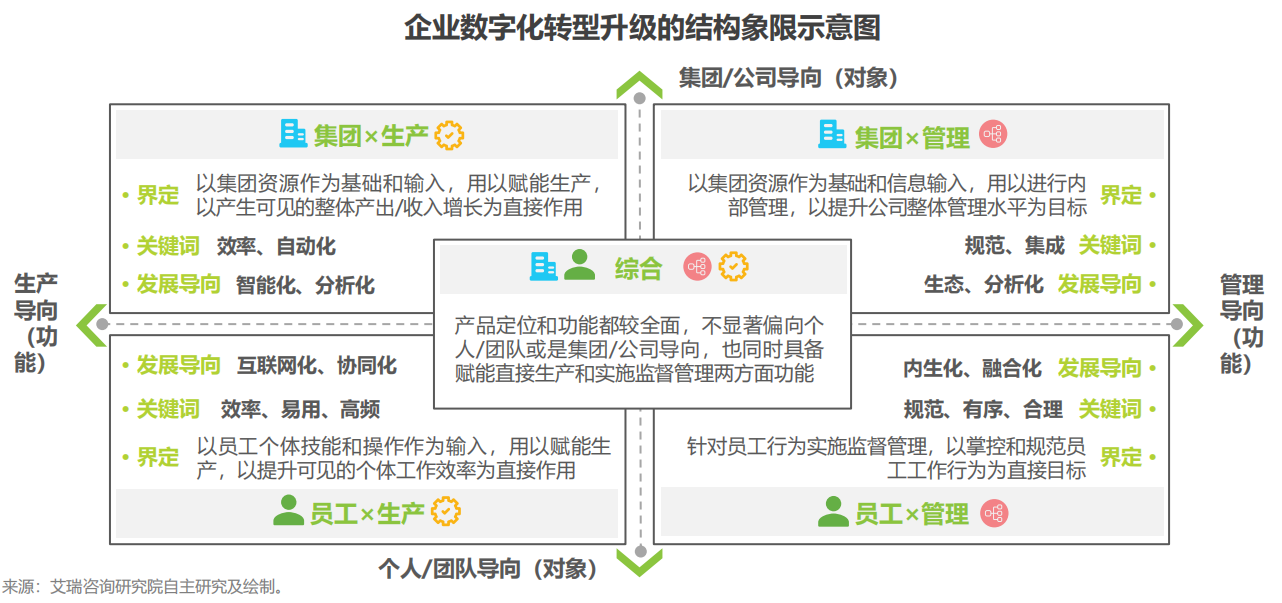 企业数字化转型升级的结构象限示意图
集团/公司导向（对象）
集团×生产
界定
以集团资源作为基础和输入，用以赋能生产，
以产生可见的整体产出/收入增长为直接作用
关键词 效率、自动化
发展导向 智能化、分析化
集团×管理
以集团资源作为基础和信息输入，用以进行内
部管理，以提升公司整体管理水平为目标
界定
规范、集成 关键词
生态、分析化 发展导向
生产
导向
（功
能）
综合
产品定位和功能都较全面，不显著偏向个
人/团队或是集团/公司导向，也同时具备
赋能直接生产和实施监督管理两方面功能
管理
导向
（功
能）
发展导向 互联网化、协同化
关键词 效率、易用、高频
界定
以员工个体技能和操作作为输入，用以赋能生
产，以提升可见的个体工作效率为直接作用
员工×生产
内生化、融合化 发展导向
规范、有序、合理 关键词
针对员工行为实施监督管理，以掌控和规范员
工工作行为为直接目标
界定
员工×管理
个人/团队导向（对象）
来源：艾瑞咨询研究院自主研究及绘制。